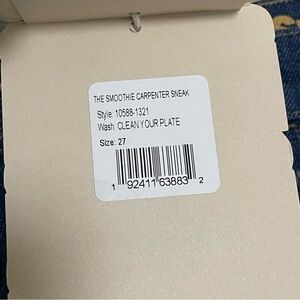 THE SMOOTHIE CARPENTER SNEAK
Style: 10588-1321
Wash: CLEAN YOUR PLATE
Size: 27
1 92411 63883 2